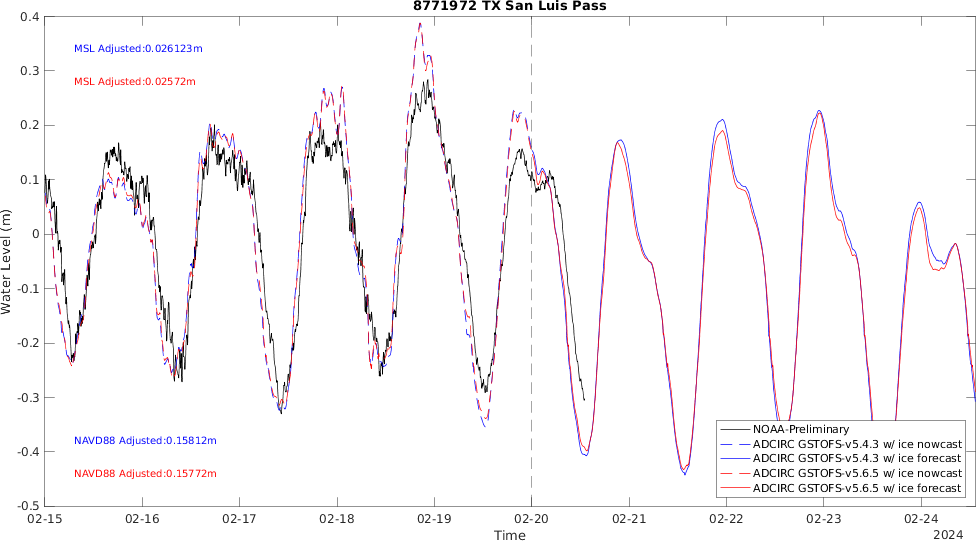 8771972 TX San Luis Pass
0.4
MSL Adjusted:0.026123m
0.3
MSL Adjusted:0.02572m
0.2
0.1
0
Water Level (m)
-0.1
-0.2
-0.3
-0.4
-0.5
NAVD88 Adjusted:0.15812m
NAVD88 Adjusted:0.15772m
NOAA-Preliminary
ADCIRC GSTOFS-v5.4.3 w/ ice nowcast
ADCIRC GSTOFS-v5.4.3 w/ ice forecast
ADCIRC GSTOFS-v5.6.5 w/ ice nowcast
ADCIRC GSTOFS-v5.6.5 w/ ice forecast
02-15 02-16 02-17 02-18 02-19 02-20 02-21 02-22 02-23 02-24
Time
2024